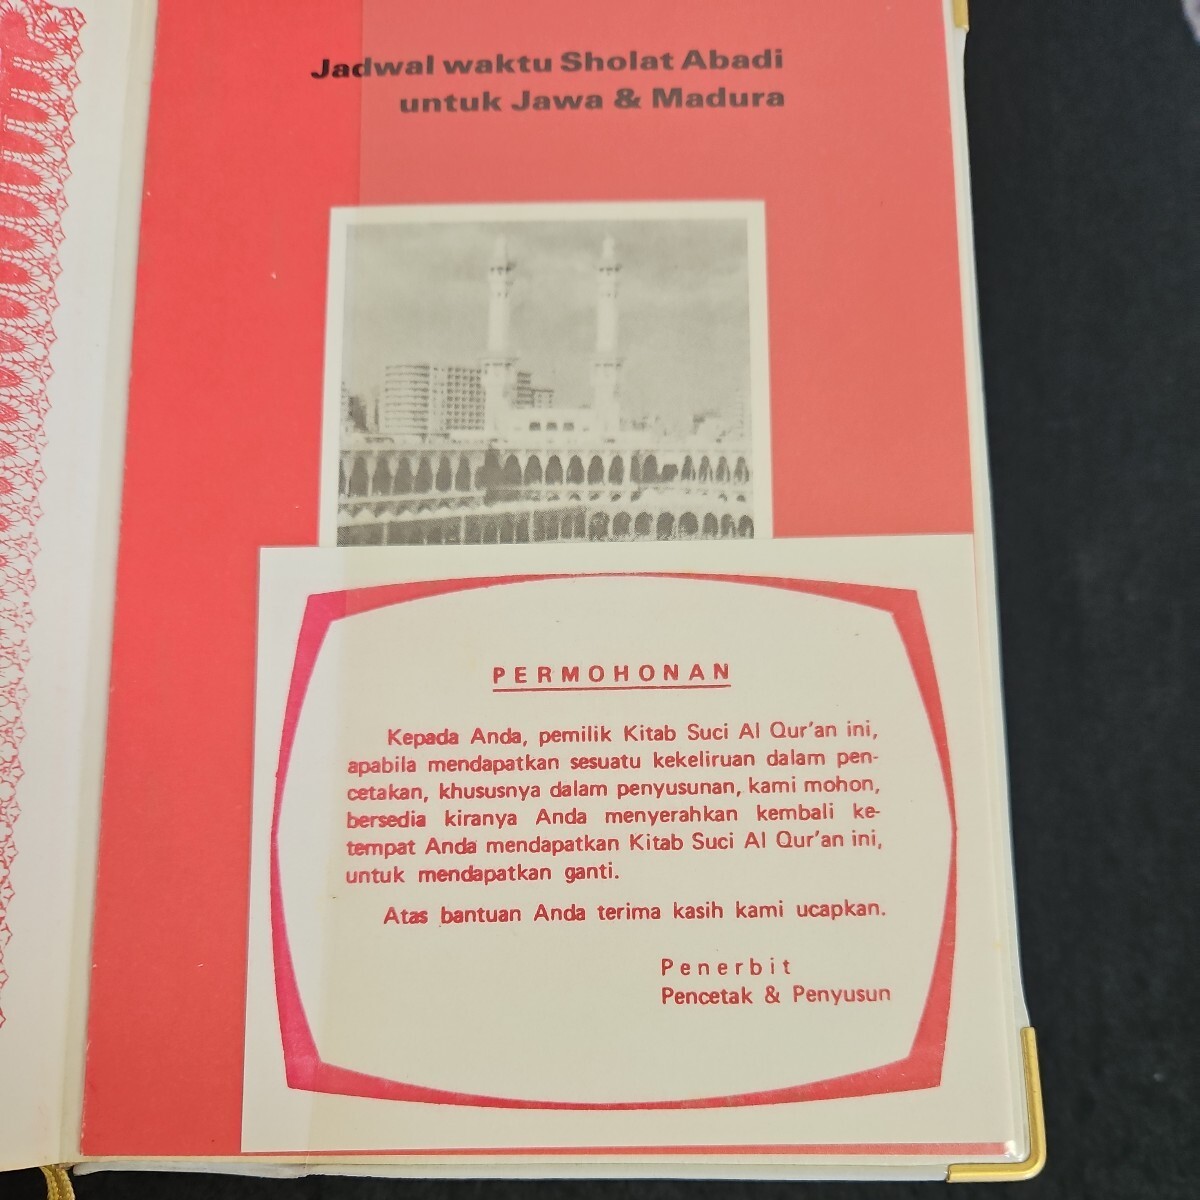 Jadwal waktu Sholat Abadi
untuk Jawa & Madura
PERMOHONAN
Kepada Anda, pemilik Kitab Suci Al Qur'an ini,
apabila mendapatkan sesuatu kekeliruan dalam pen-
cetakan, khususnya dalam penyusunan, kami mohon,
bersedia kiranya Anda menyerahkan kembali ke-
tempat Anda mendapatkan Kitab Suci Al Qur'an ini,
untuk mendapatkan ganti.
Atas bantuan Anda terima kasih kami ucapkan.
Penerbit
Pencetak & Penyusun